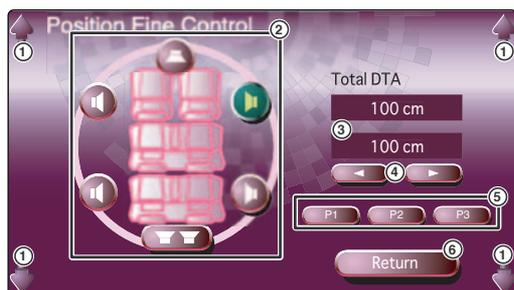 Position Fine Control
①
②
①
Total DTA
100 cm
③
100 cm
④
⑤
P1 P2 P3
①
⑥
Return
①